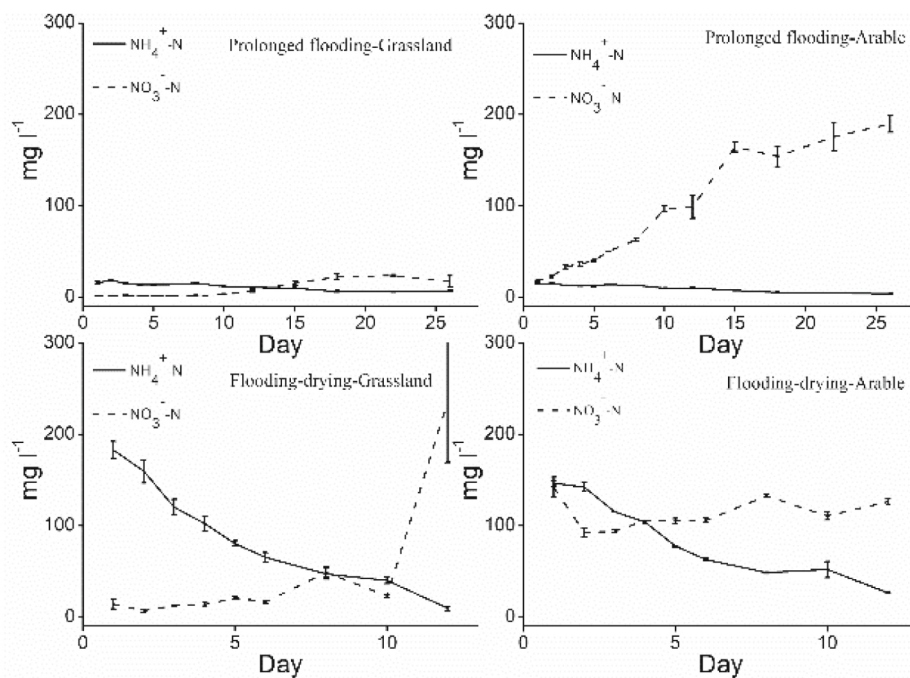 300
NH4+-N
Prolonged flooding-Grassland
NO3--N
200
100
0
mg l-1
0 5 10 15 20 25
Day
300
Prolonged flooding-Arable
NH4+-N
NO3- N
200
100
0
mg l-1
0 5 10 15 20 25
Day
300
NH4+ N
Flooding-drying-Grassland
NO3--N
200
100
0
mg l-1
0 5 10
Day
300
NH4+-N
Flooding-drying-Arable
NO3-N
200
100
0
mg l-1
0 5 10
Day